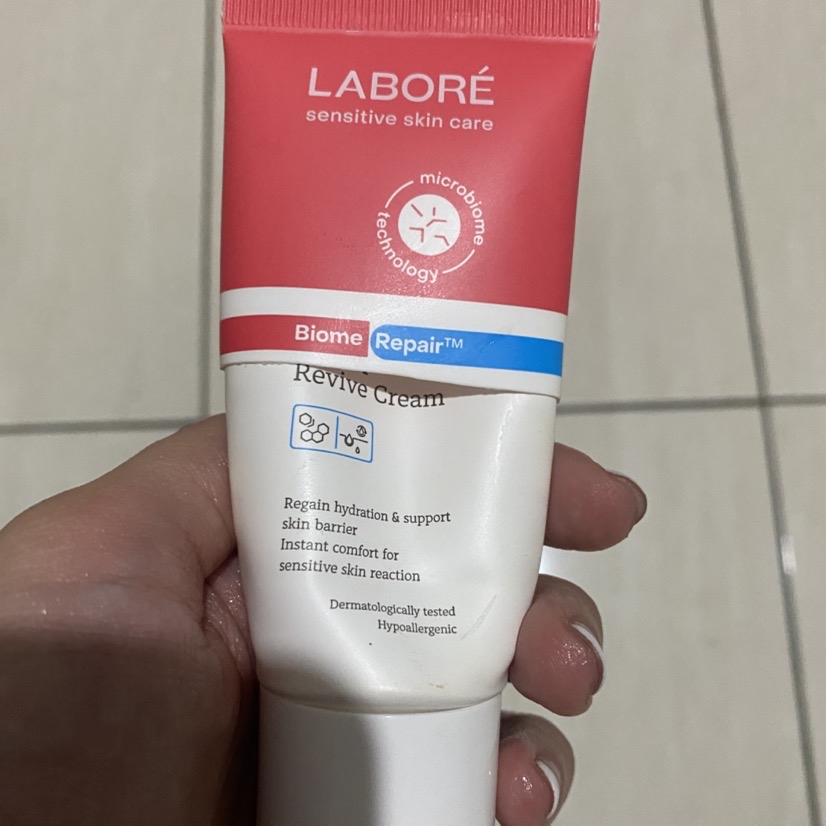 LABORÉ
sensitive skin care
microbiome
technology
Biome Repair™
Revive Cream
Regain hydration & support
skin barrier
Instant comfort for
sensitive skin reaction
Dermatologically tested
Hypoallergenic